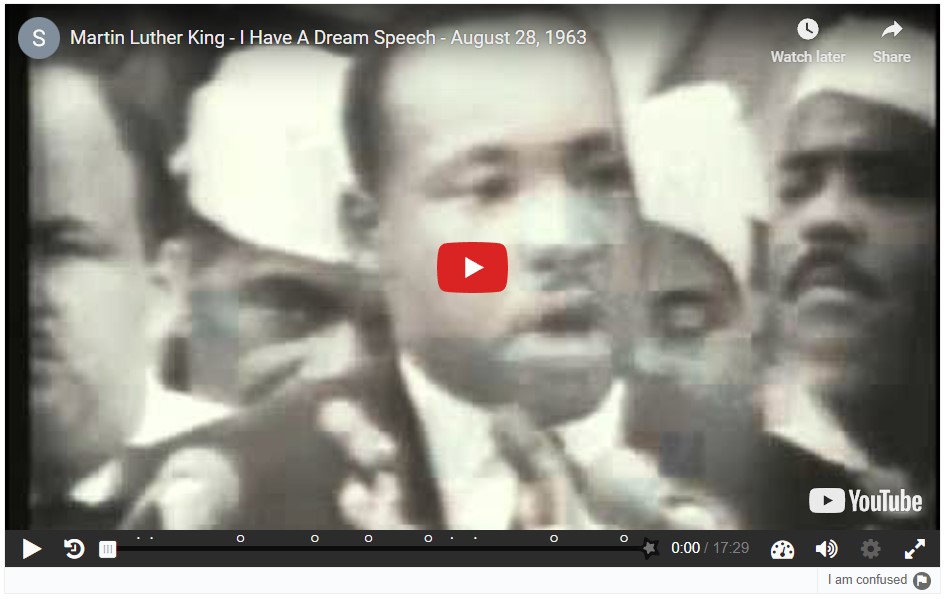 S
Martin Luther King - I Have A Dream Speech - August 28, 1963
Watch later
Share
YouTube
0:00 / 17:29
I am confused